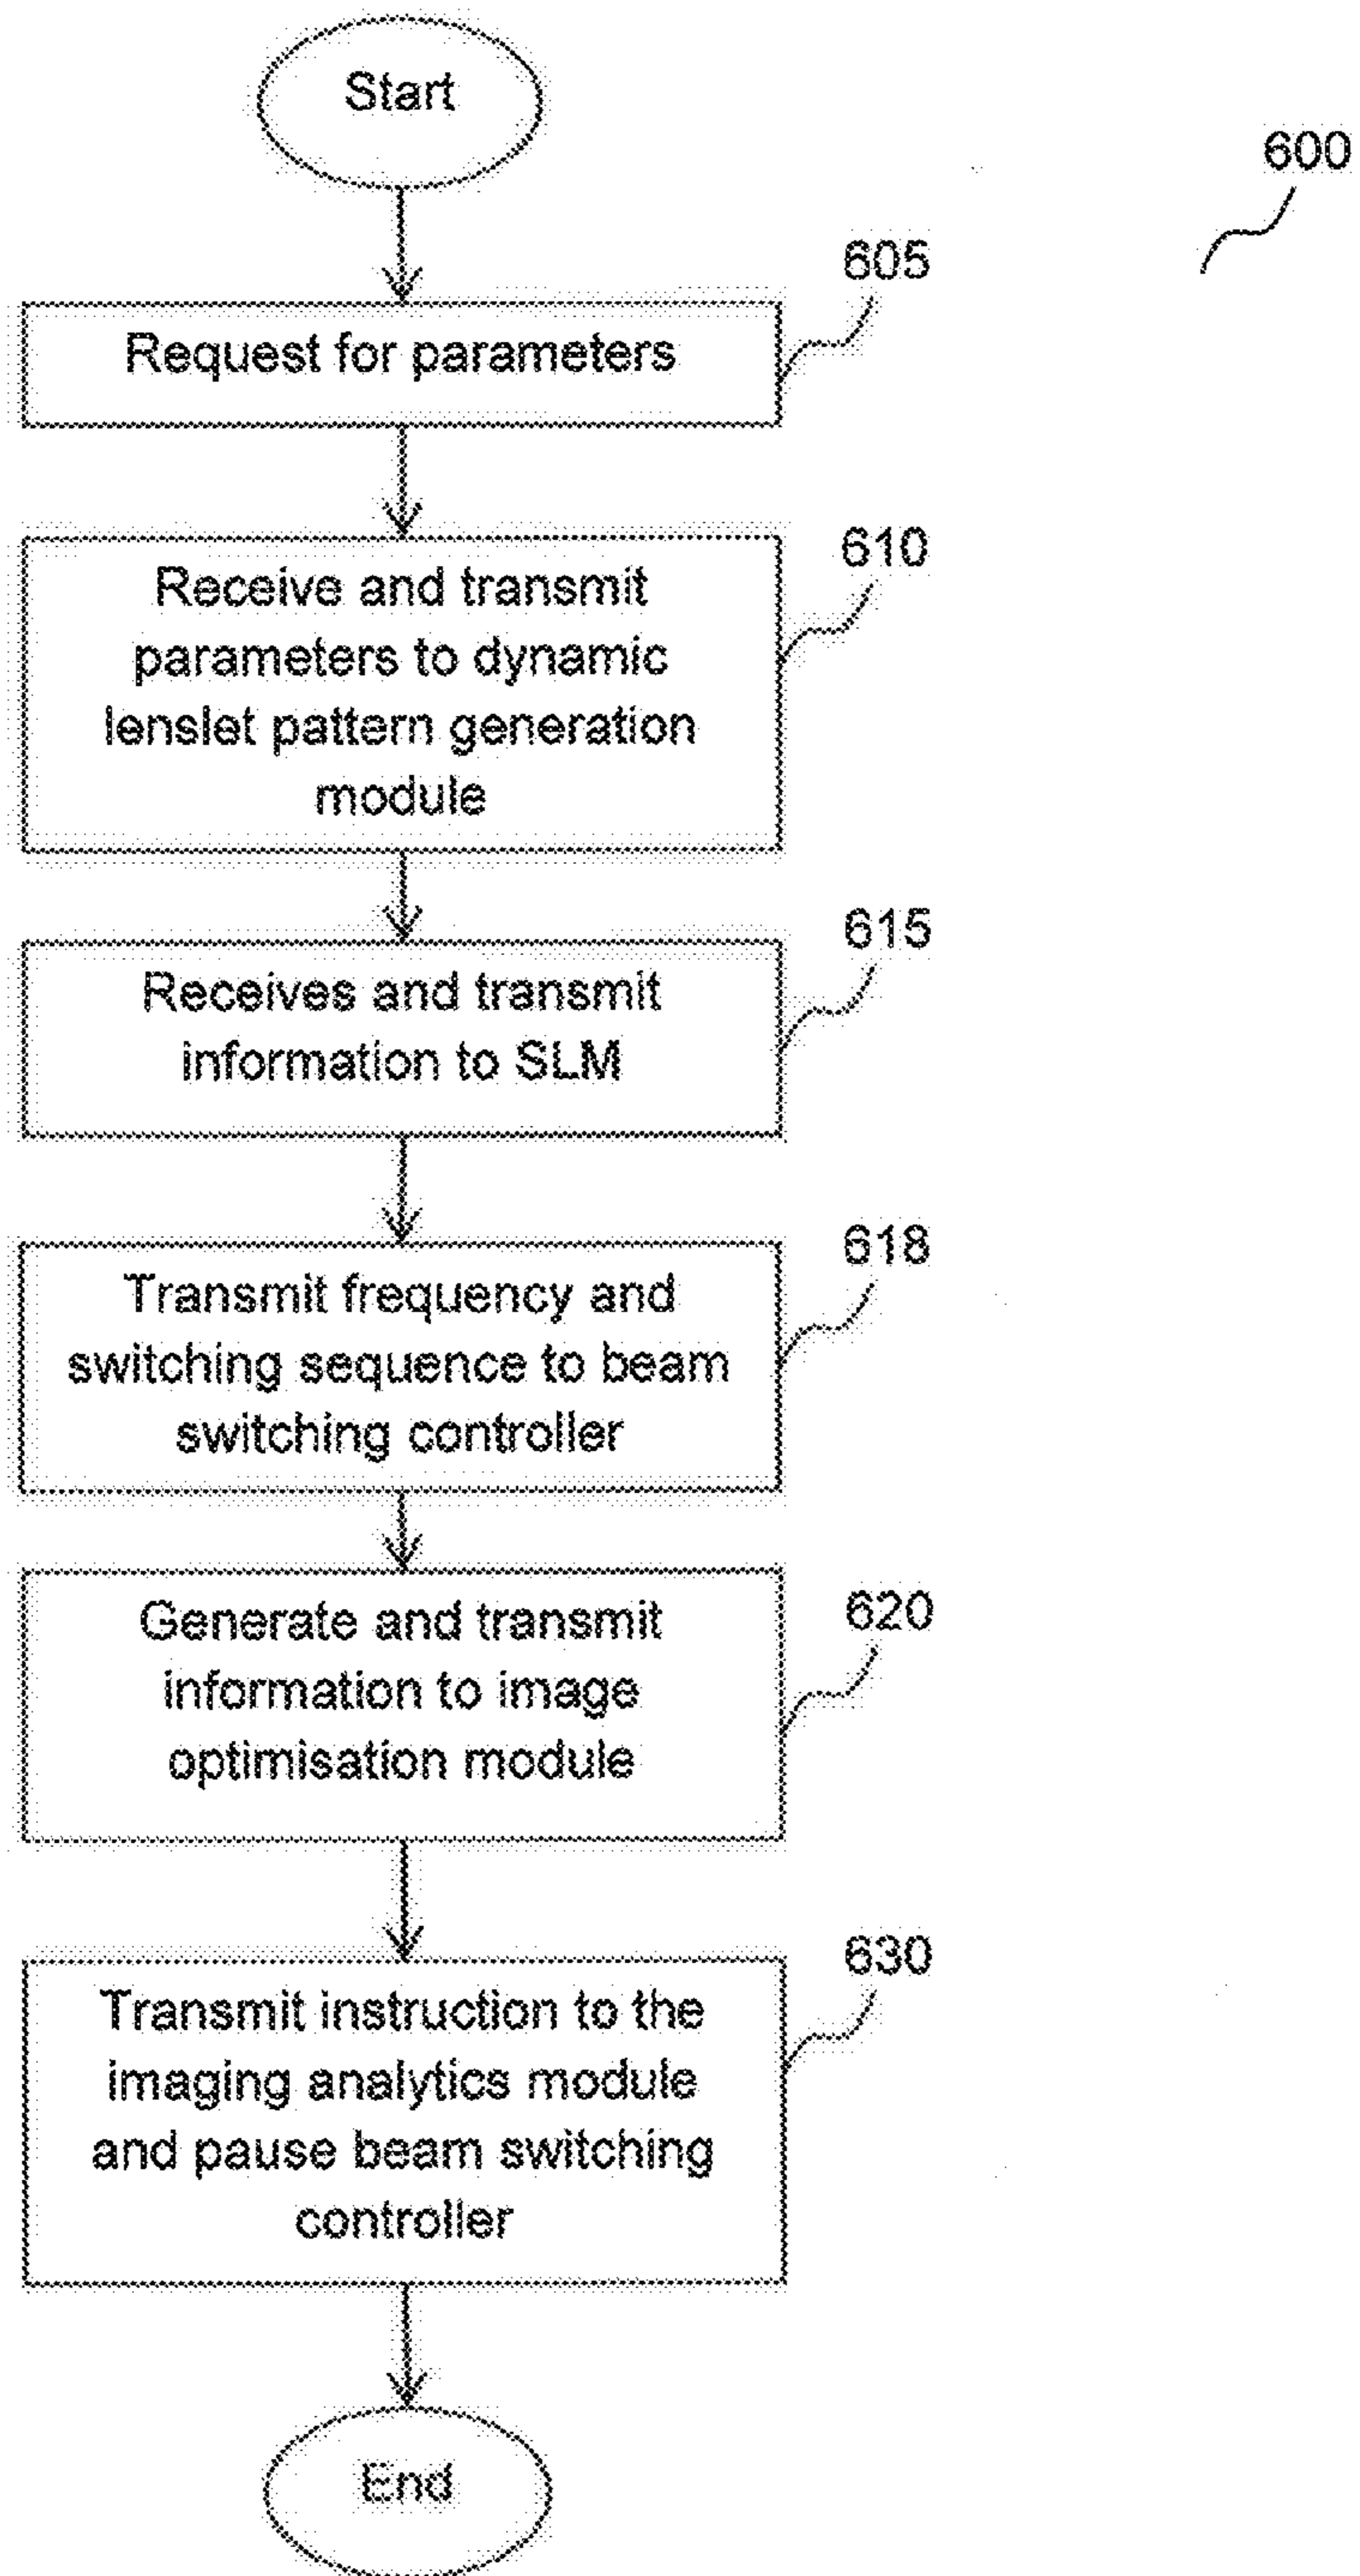 Start
600
605
Request for parameters
610
Receive and transmit
parameters to dynamic
lenslet pattern generation
module
615
Receives and transmit
information to SLM
618
Transmit frequency and
switching sequence to beam
switching controller
620
Generate and transmit
information to image
optimisation module
630
Transmit instruction to the
imaging analytics module
and pause beam switching
controller
End